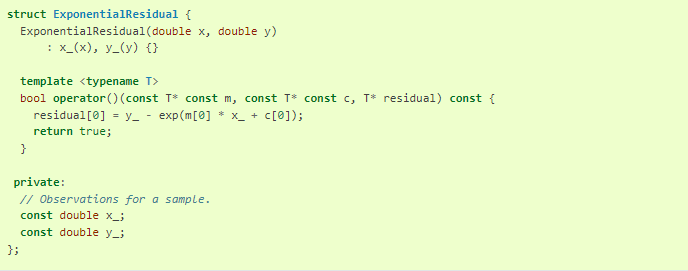 struct ExponentialResidual {
  ExponentialResidual(double x, double y)
      : x_(x), y_(y) {}

  template <typename T>
  bool operator()(const T* const m, const T* const c, T* residual) const {
    residual[0] = y_ - exp(m[0] * x_ + c[0]);
    return true;
  }

 private:
  // Observations for a sample.
  const double x_;
  const double y_;
};